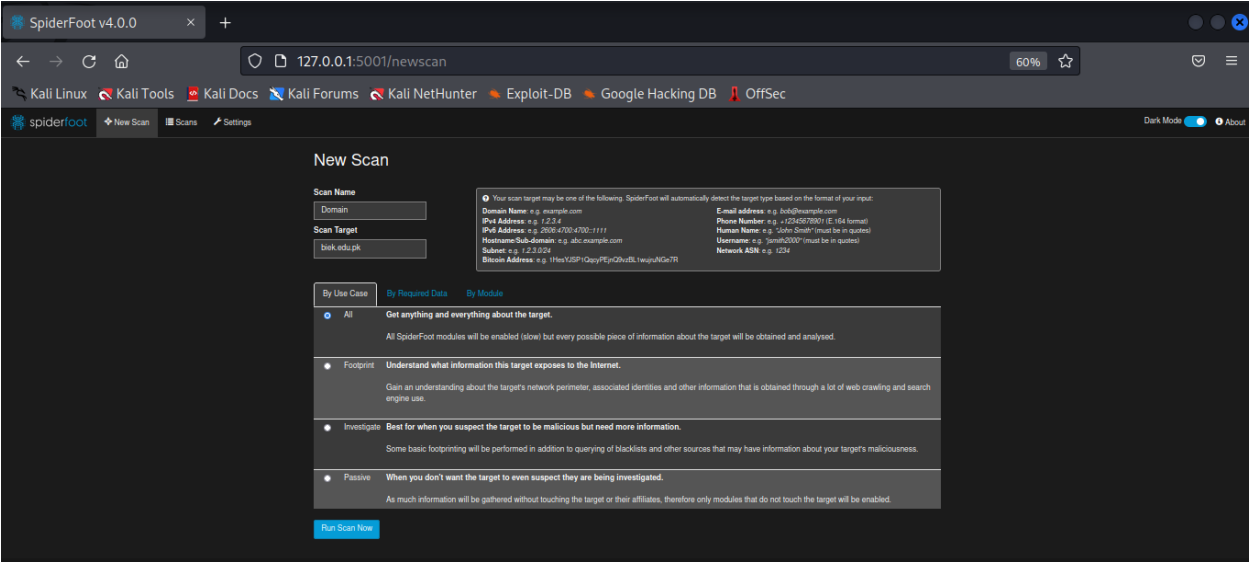 SpiderFoot v4.0.0
127.0.0.1:5001/newscan
60%
Kali Linux Kali Tools Kali Docs Kali Forums Kali NetHunter Exploit-DB Google Hacking DB OffSec
spiderfoot New Scan Scans Settings Dark Mode About
New Scan
Scan Name
Domain
Scan Target
biek.edu.pk
Your scan target may be one of the following. SpiderFoot will automatically detect the target type based on the format of your input:
Domain Name: e.g. example.com
IPv4 Address: e.g. 1.2.3.4
IPv6 Address: e.g. 2606:4700:4700::1111
Hostname/Sub-domain: e.g. abc.example.com
Subnet: e.g. 1.2.3.0/24
Bitcoin Address: e.g. 1HesYJSP1QqcyPEjnQ9vzBL1wujruNGe7R
E-mail address: e.g. bob@example.com
Phone Number: e.g. +12345678901 (E.164 format)
Human Name: e.g. "John Smith" (must be in quotes)
Username: e.g. "jsmith2000" (must be in quotes)
Network ASN: e.g. 1234
By Use Case By Required Data By Module
All Get anything and everything about the target.
All SpiderFoot modules will be enabled (slow) but every possible piece of information about the target will be obtained and analysed.
Footprint Understand what information this target exposes to the Internet.
Gain an understanding about the target's network perimeter, associated identities and other information that is obtained through a lot of web crawling and search
engine use.
Investigate Best for when you suspect the target to be malicious but need more information.
Some basic footprinting will be performed in addition to querying of blacklists and other sources that may have information about your target's maliciousness.
Passive When you don't want the target to even suspect they are being investigated.
As much information will be gathered without touching the target or their affiliates, therefore only modules that do not touch the target will be enabled.
Run Scan Now